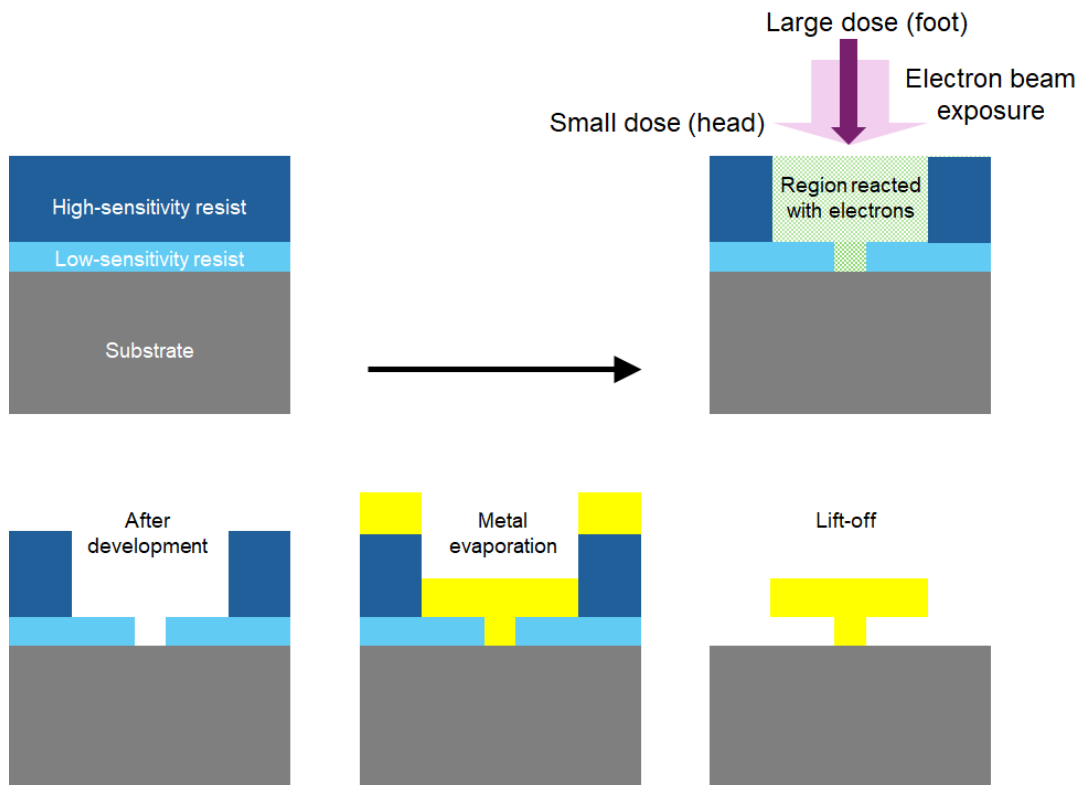 Large dose (foot)
Electron beam
exposure
Small dose (head)
High-sensitivity resist
Low-sensitivity resist
Substrate
Region reacted
with electrons
After
development
Metal
evaporation
Lift-off